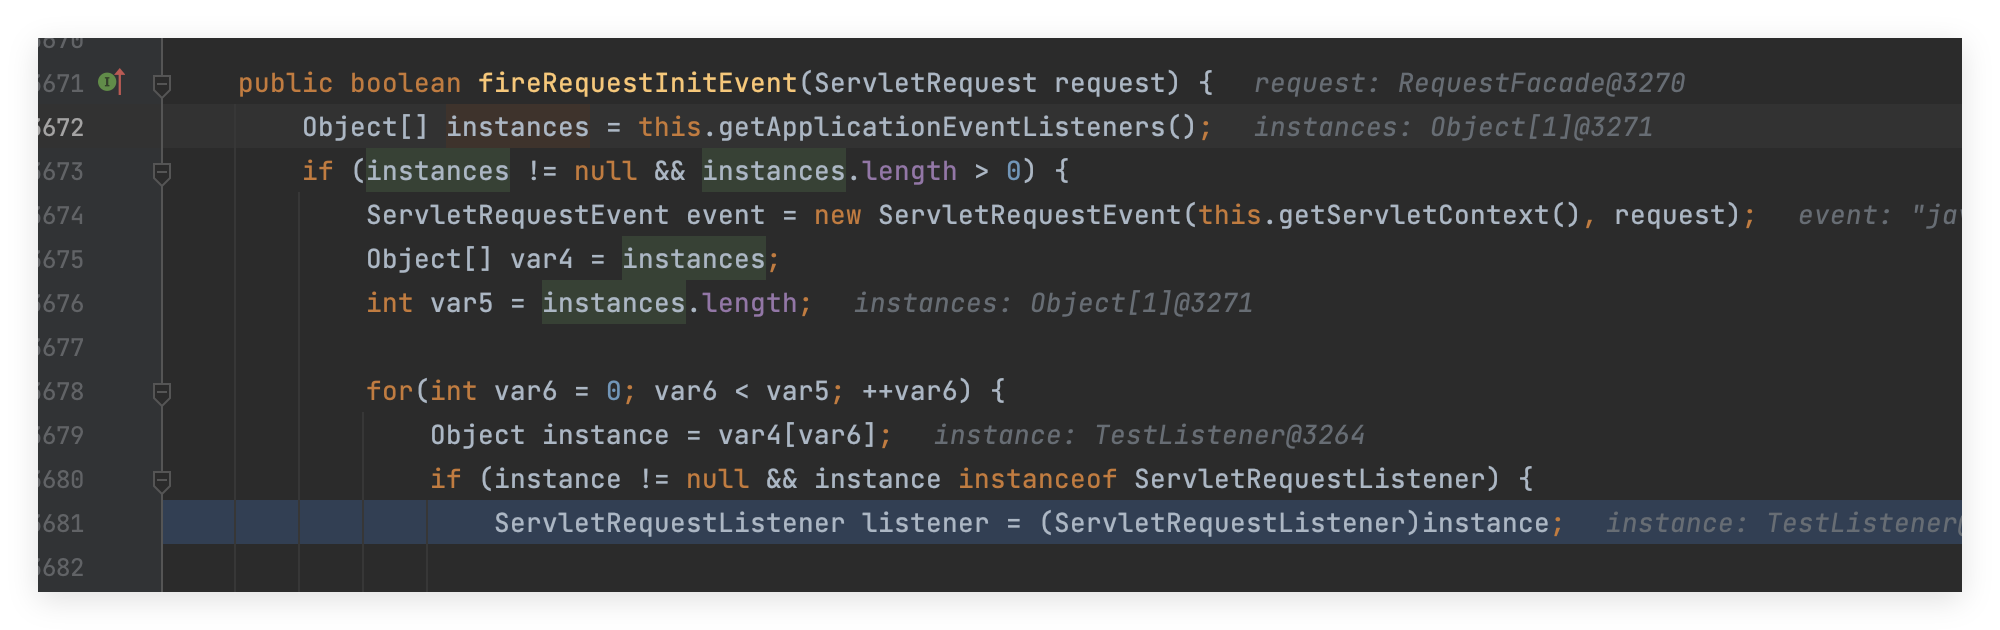 5670
5671 public boolean fireRequestInitEvent(ServletRequest request) { request: RequestFacade@3270
5672 Object[] instances = this.getApplicationEventListeners(); instances: Object[1]@3271
5673 if (instances != null && instances.length > 0) {
5674 ServletRequestEvent event = new ServletRequestEvent(this.getServletContext(), request); event: "jav
5675 Object[] var4 = instances;
5676 int var5 = instances.length; instances: Object[1]@3271
5677
5678 for(int var6 = 0; var6 < var5; ++var6) {
5679 Object instance = var4[var6]; instance: TestListener@3264
5680 if (instance != null && instance instanceof ServletRequestListener) {
5681 ServletRequestListener listener = (ServletRequestListener)instance; instance: TestListener@
5682